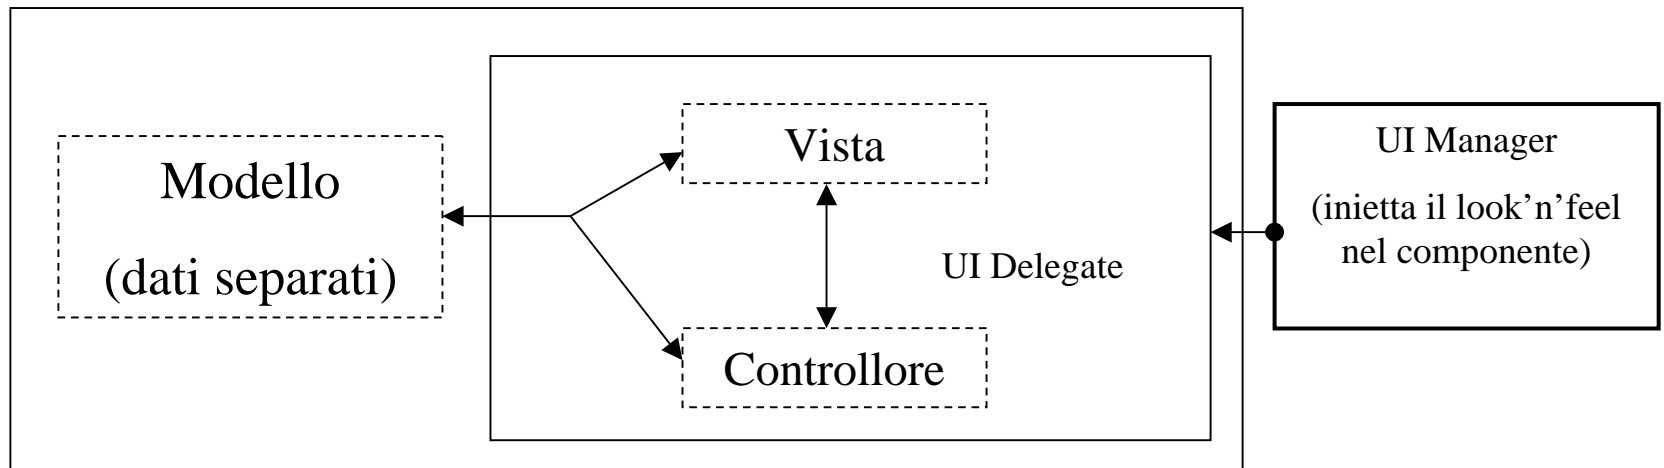 Modello
(dati separati)
Vista
UI Delegate
Controllore
UI Manager
(inietta il look’n’feel
nel componente)